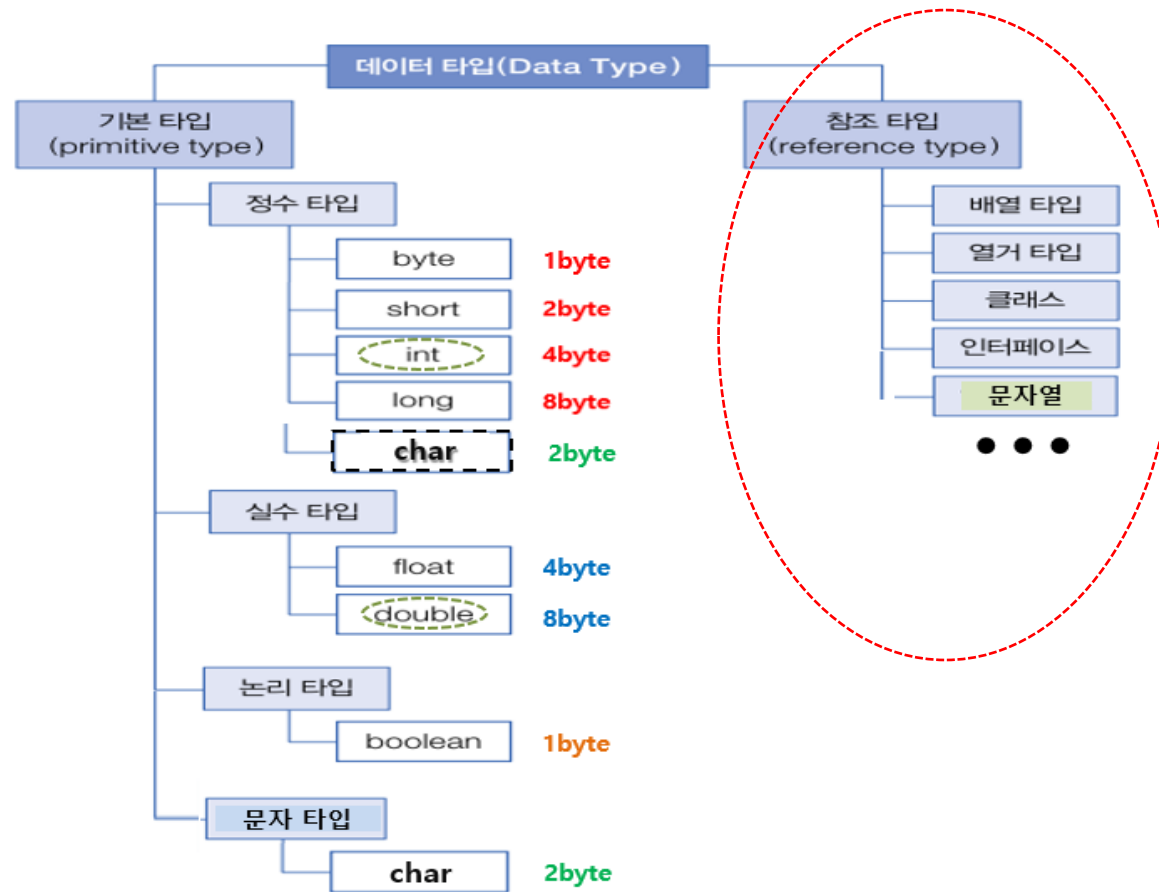 데이터 타입(Data Type)
기본 타입
(primitive type)
정수 타입
byte 1byte
short 2byte
int 4byte
long 8byte
char 2byte
실수 타입
float 4byte
double 8byte
논리 타입
boolean 1byte
문자 타입
char 2byte
참조 타입
(reference type)
배열 타입
열거 타입
클래스
인터페이스
문자열
● ● ●